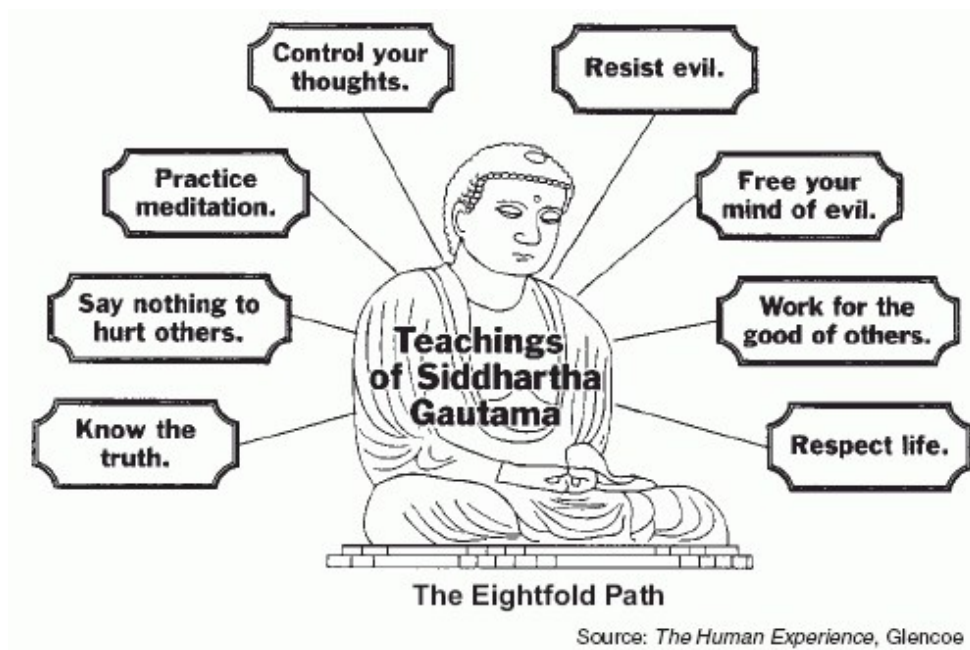 Control your
thoughts.
Resist evil.
Practice
meditation.
Free your
mind of evil.
Say nothing to
hurt others.
Work for the
good of others.
Teachings
of Siddhartha
Gautama
Know the
truth.
Respect life.
The Eightfold Path
Source: The Human Experience, Glencoe